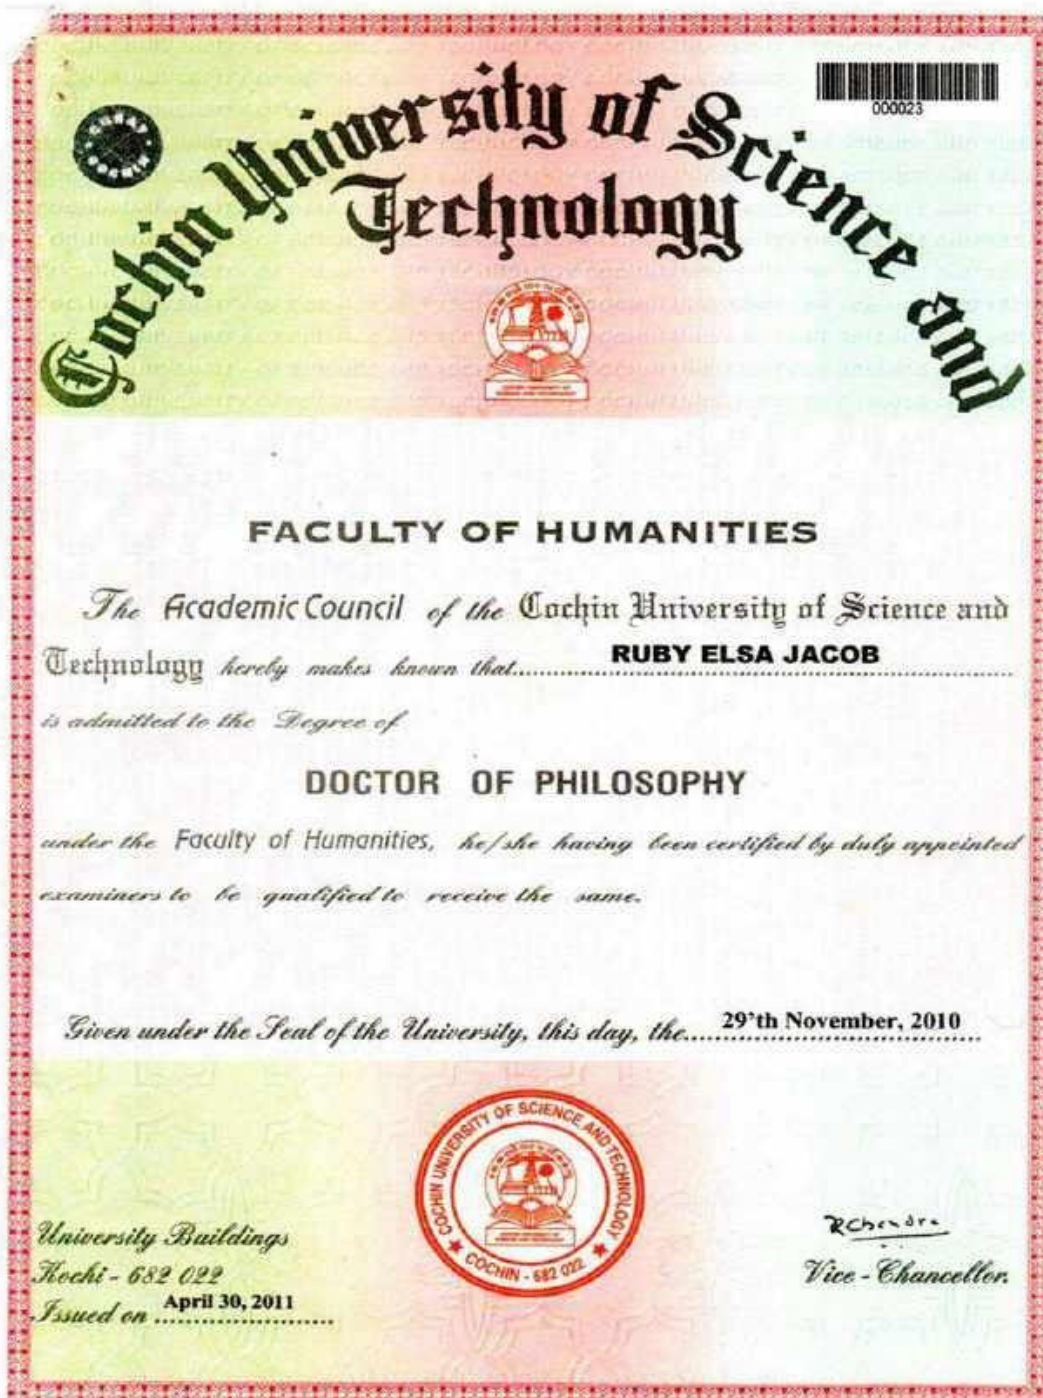 000023
Cochin University of Science and
Technology
FACULTY OF HUMANITIES
The Academic Council of the Cochin University of Science and
Technology hereby makes known that RUBY ELSA JACOB
is admitted to the Degree of
DOCTOR OF PHILOSOPHY
under the Faculty of Humanities, he/she having been certified by duly appointed
examiners to be qualified to receive the same.
Given under the Seal of the University, this day, the 29'th November, 2010
COCHIN UNIVERSITY OF SCIENCE AND TECHNOLOGY
COCHIN - 682 022
RChandra
University Buildings
Kochi - 682 022
Issued on April 30, 2011
Vice - Chancellor.